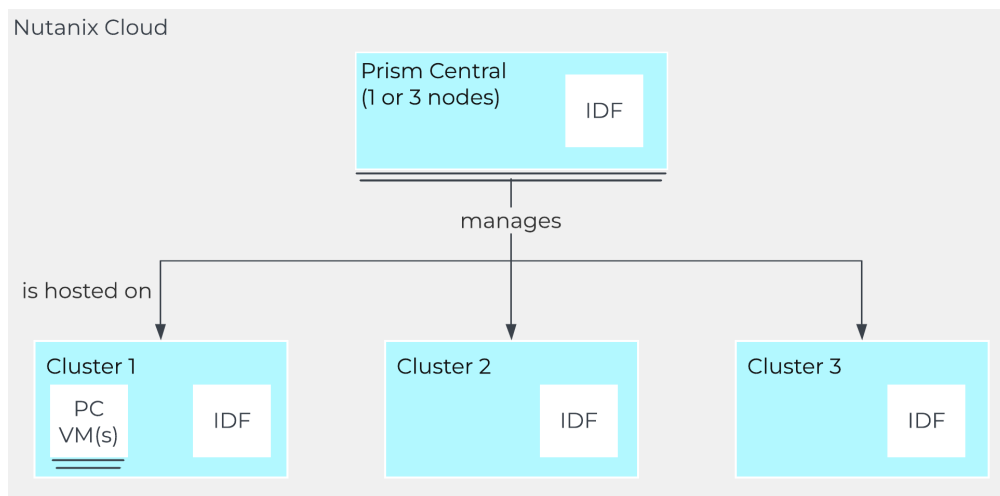 Nutanix Cloud
Prism Central
(1 or 3 nodes)
IDF
manages
is hosted on
Cluster 1
PC
VM(s)
IDF
Cluster 2
IDF
Cluster 3
IDF